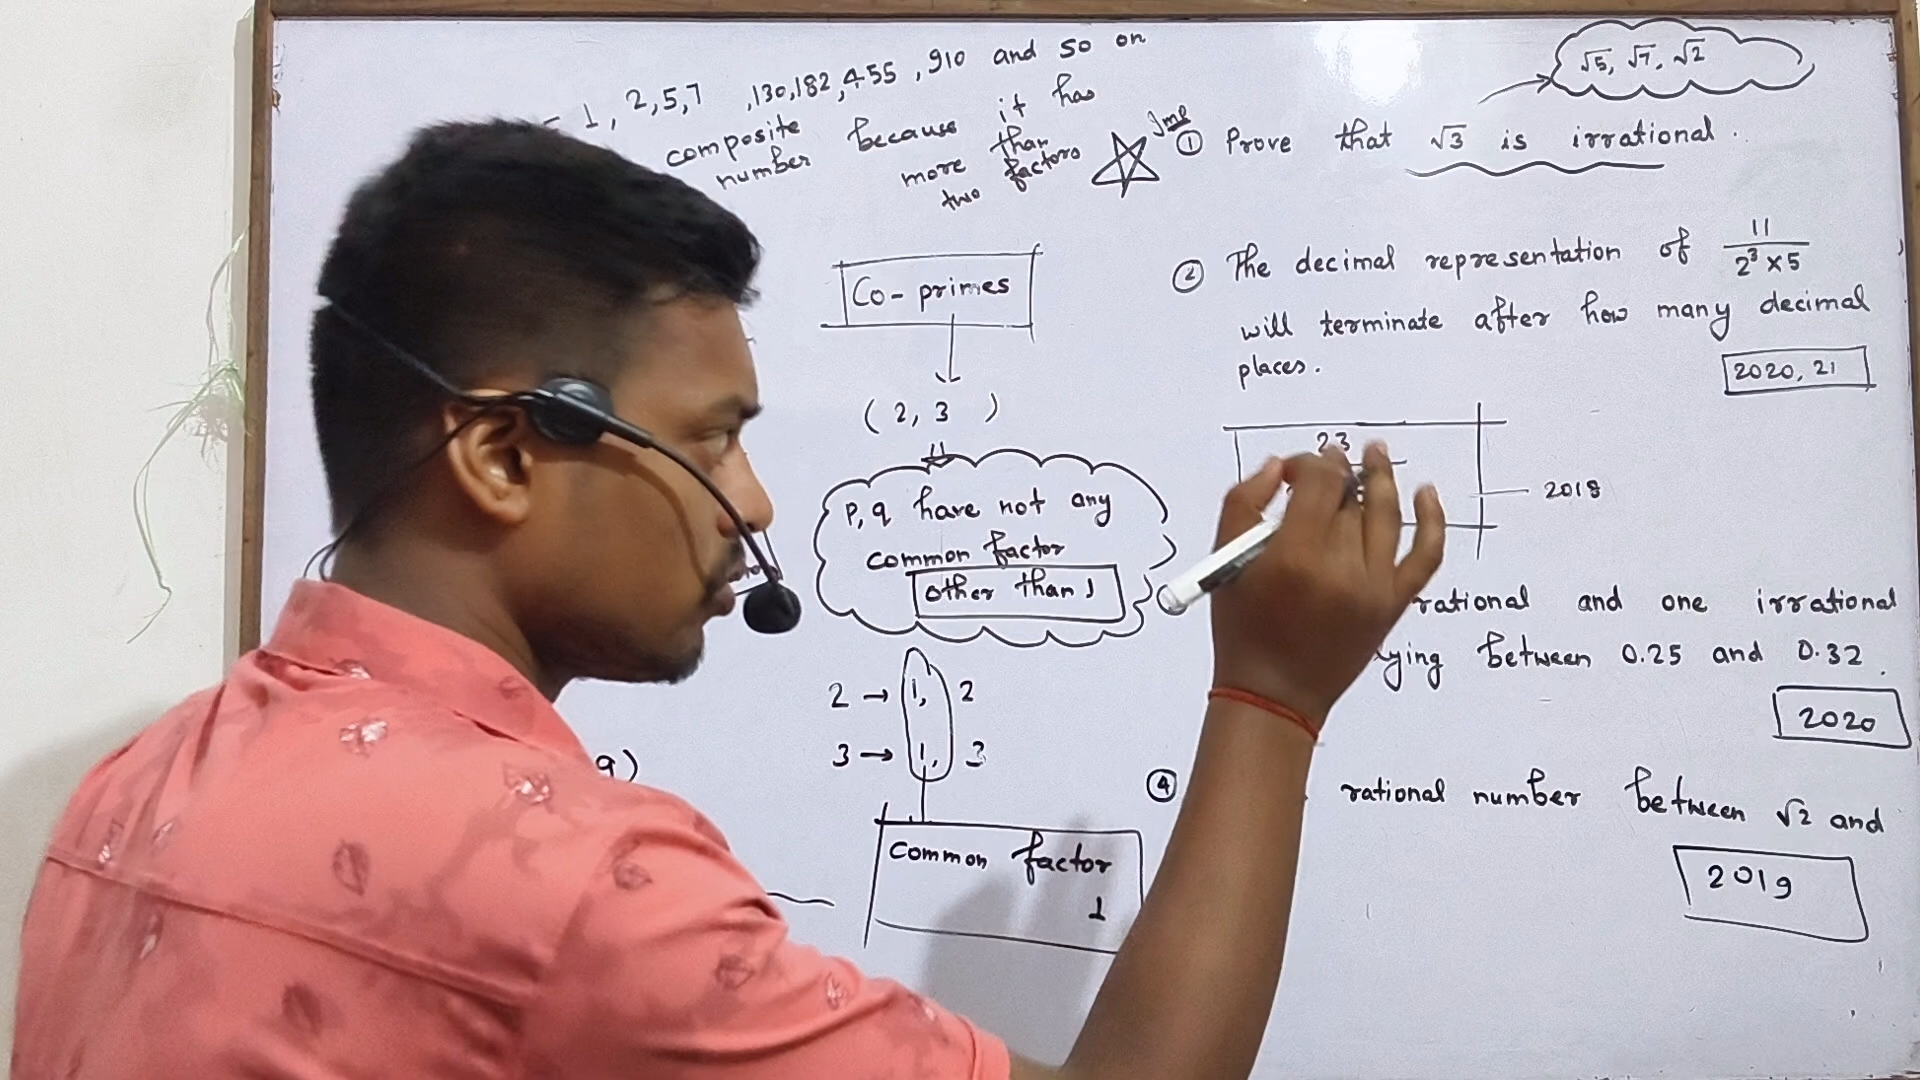 1, 2,5,7 ,130,182,455,910 and so on
composite number because it has more than two factors
Co-primes
(2, 3 )
P,q have not any
common factor
other than 1
2 → 1, 2
3 → 1, 3
q)
Common factor
1
√5, √7, √2
Imp
① Prove that √3 is irrational.
② The decimal representation of 11/2³×5
will terminate after how many decimal
places.
2020, 21
23
2018
rational and one irrational
lying between 0.25 and 0.32.
2020
④ rational number between √2 and
2019